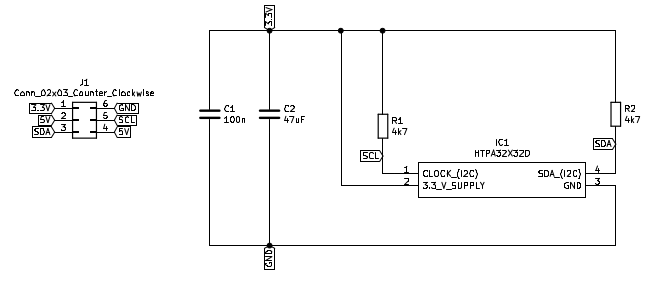 3.3V
J1
Conn_02x03_Counter_Clockwise
3.3V 1 6 GND
5V 2 5 SCL
SDA 3 4 5V
C1
100n
C2
47uF
R1
4k7
R2
4k7
SCL
SDA
IC1
HTPA32X32D
1 CLOCK_(I2C) SDA_(I2C) 4
2 3.3_V_SUPPLY GND 3
GND